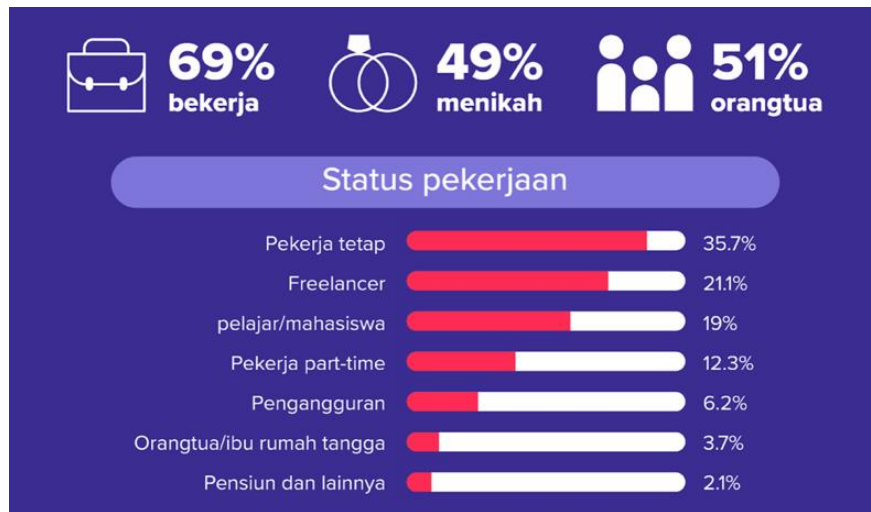 69%
bekerja
49%
menikah
51%
orangtua
Status pekerjaan
Pekerja tetap 35.7%
Freelancer 21.1%
pelajar/mahasiswa 19%
Pekerja part-time 12.3%
Pengangguran 6.2%
Orangtua/ibu rumah tangga 3.7%
Pensiun dan lainnya 2.1%